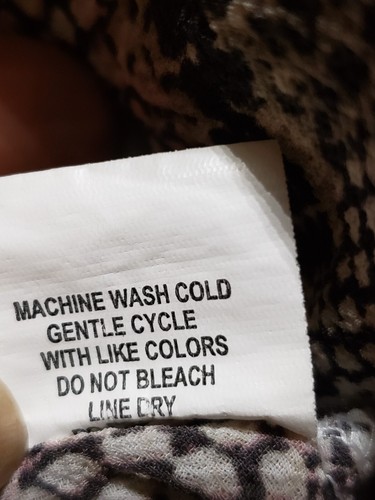 MACHINE WASH COLD
GENTLE CYCLE
WITH LIKE COLORS
DO NOT BLEACH
LINE DRY